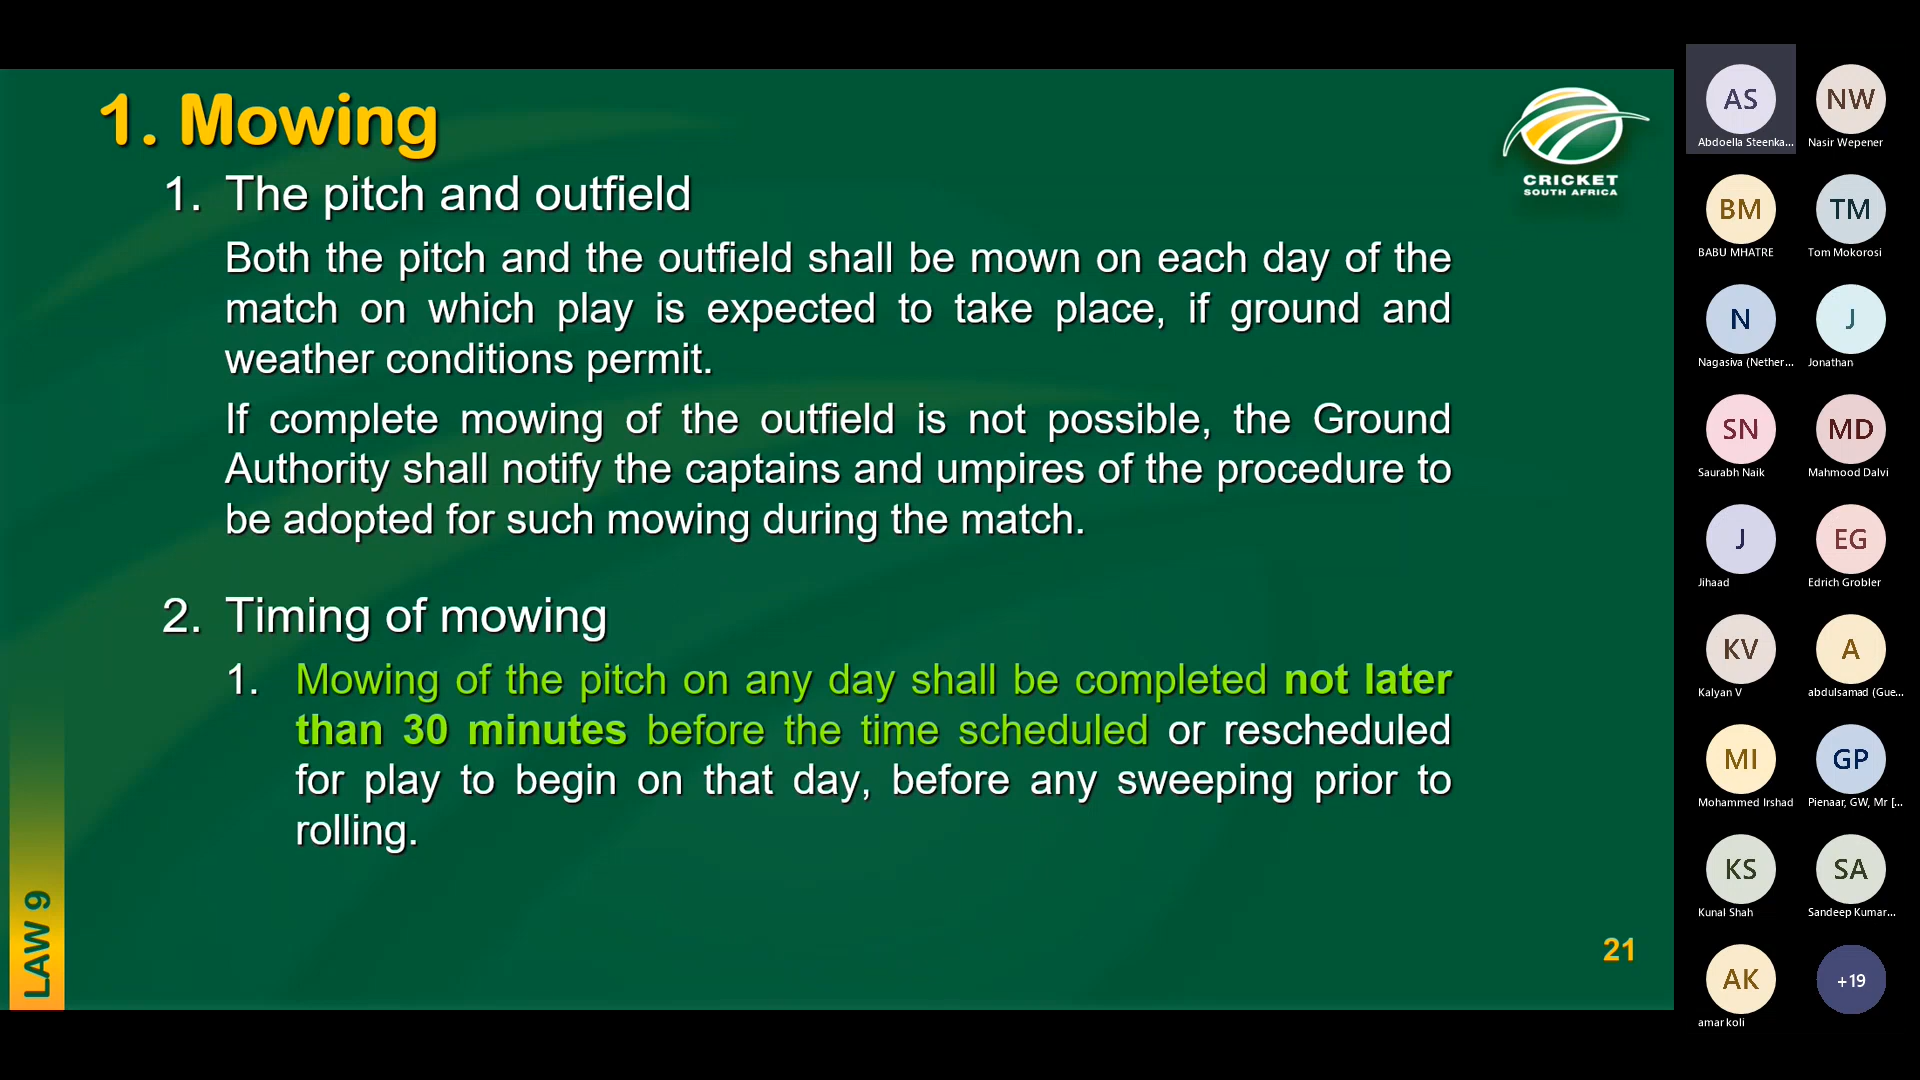 1. Mowing
1. The pitch and outfield
Both the pitch and the outfield shall be mown on each day of the
match on which play is expected to take place, if ground and
weather conditions permit.
If complete mowing of the outfield is not possible, the Ground
Authority shall notify the captains and umpires of the procedure to
be adopted for such mowing during the match.
2. Timing of mowing
1. Mowing of the pitch on any day shall be completed not later
than 30 minutes before the time scheduled or rescheduled
for play to begin on that day, before any sweeping prior to
rolling.
LAW 9
21
CRICKET
SOUTH AFRICA
AS
NW
Abdoella Steenka...
Nasir Wepener
BM
TM
BABU MHATRE
Tom Mokorosi
N
J
Nagasiva (Nether...
Jonathan
SN
MD
Saurabh Naik
Mahmood Dalvi
J
EG
Jihaad
Edrich Grobler
KV
A
Kalyan V
abdulsamad (Gue...
MI
GP
Mohammed Irshad
Pienaar, GW, Mr [...
KS
SA
Kunal Shah
Sandeep Kumar...
AK
+19
amar koli